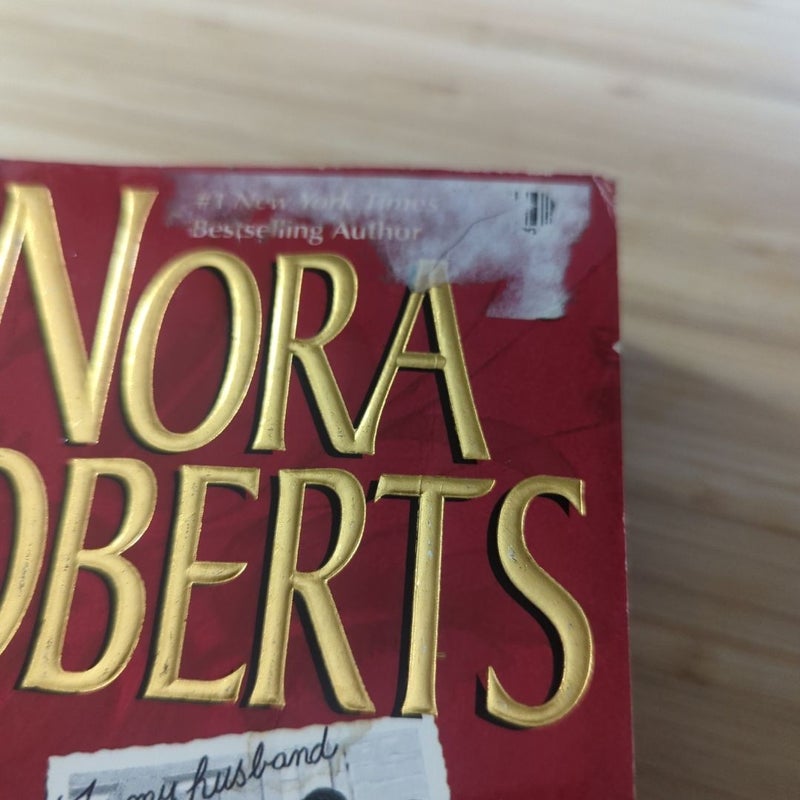 #1 New York Times
Bestselling Author
NORA
OBERTS
my husband